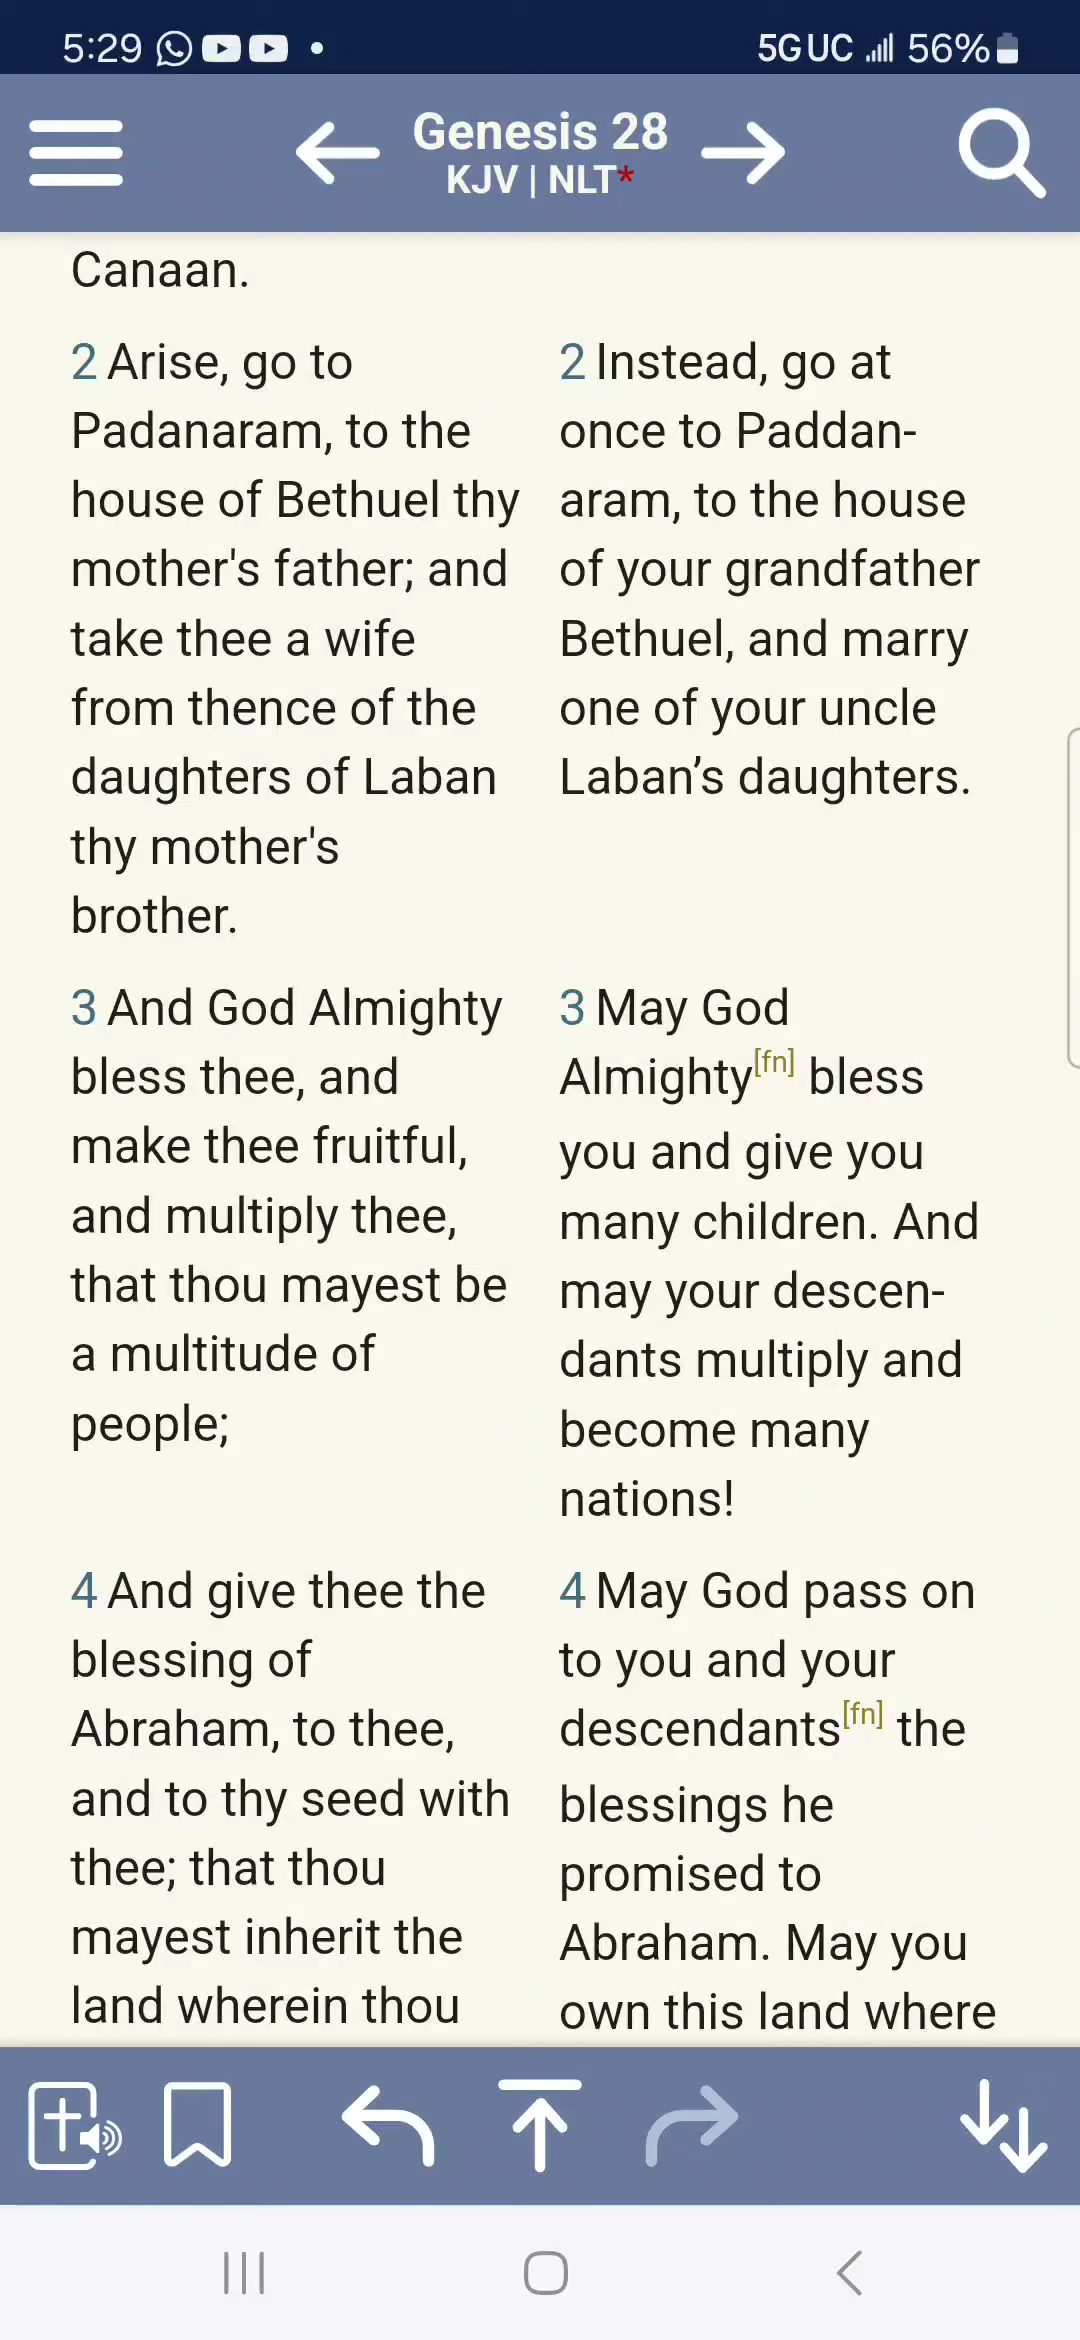 5:29
5G UC 56%
Genesis 28
KJV | NLT*
Canaan.
2 Arise, go to
Padanaram, to the
house of Bethuel thy
mother's father; and
take thee a wife
from thence of the
daughters of Laban
thy mother's
brother.
2 Instead, go at
once to Paddan-
aram, to the house
of your grandfather
Bethuel, and marry
one of your uncle
Laban’s daughters.
3 And God Almighty
bless thee, and
make thee fruitful,
and multiply thee,
that thou mayest be
a multitude of
people;
3 May God
Almighty[fn] bless
you and give you
many children. And
may your descen-
dants multiply and
become many
nations!
4 And give thee the
blessing of
Abraham, to thee,
and to thy seed with
thee; that thou
mayest inherit the
land wherein thou
4 May God pass on
to you and your
descendants[fn] the
blessings he
promised to
Abraham. May you
own this land where